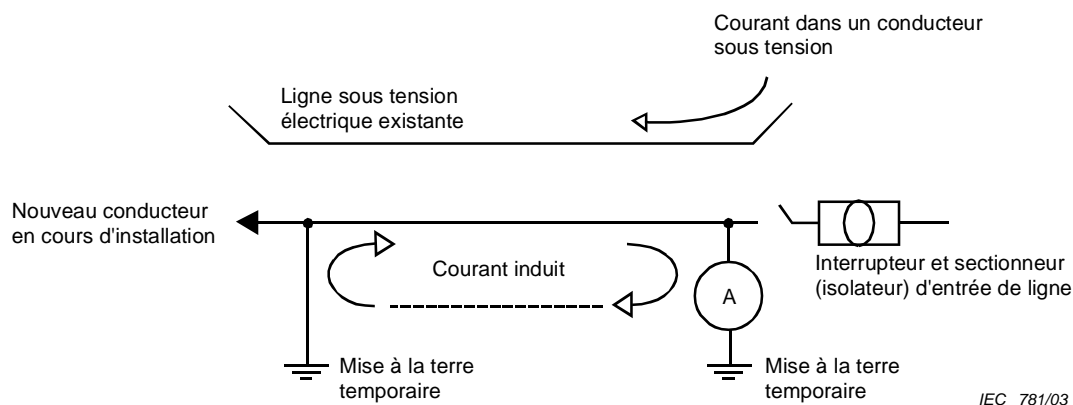 Courant dans un conducteur
sous tension
Ligne sous tension
électrique existante
Nouveau conducteur
en cours d'installation
Courant induit
A
Interrupteur et sectionneur
(isolateur) d'entrée de ligne
Mise à la terre
temporaire
Mise à la terre
temporaire
IEC 781/03